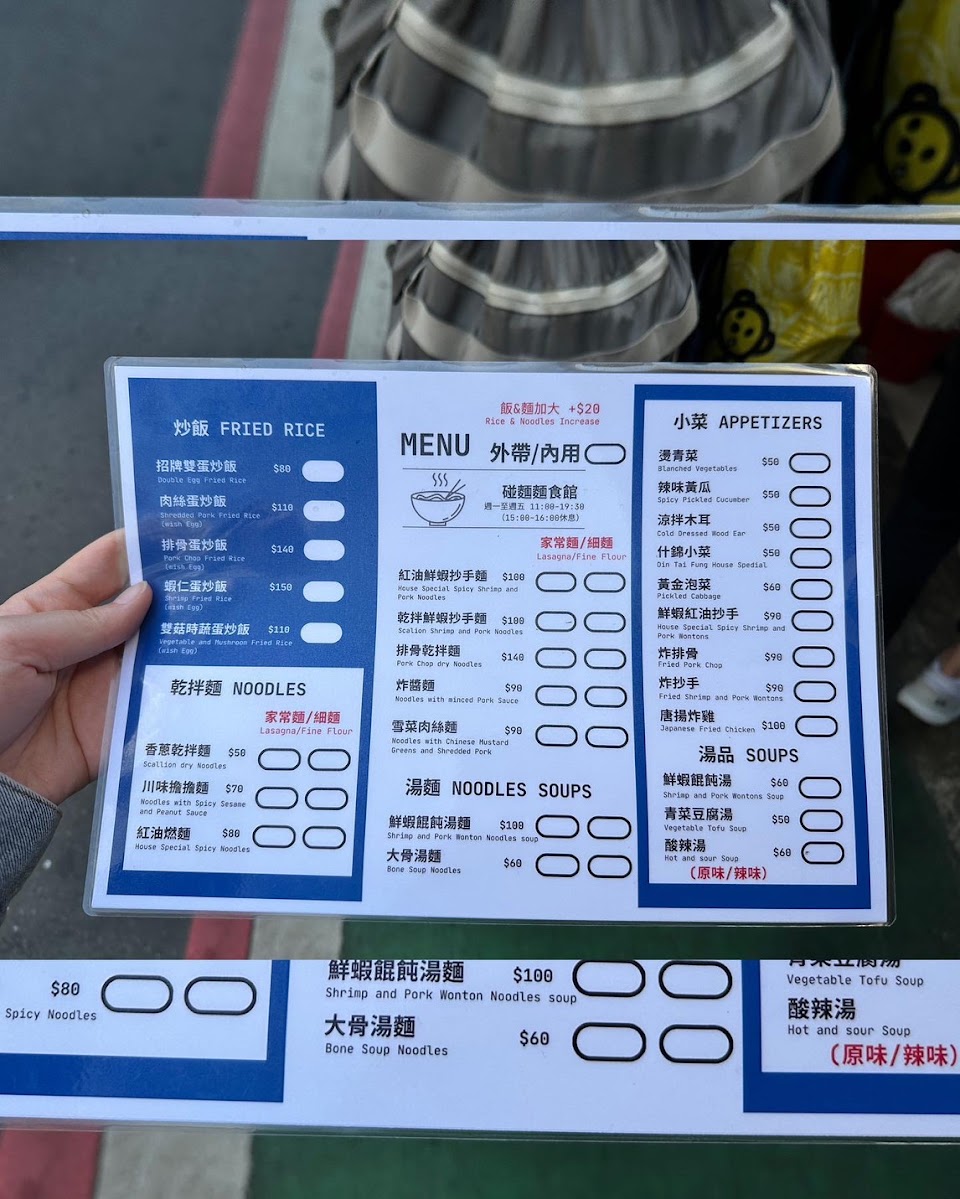 炒飯 FRIED RICE
招牌雙蛋炒飯 $80
Double Egg Fried Rice
肉絲蛋炒飯 $110
Shredded Pork Fried Rice
(wish Egg)
排骨蛋炒飯 $140
Pork Chop Fried Rice
(wish Egg)
蝦仁蛋炒飯 $150
Shrimp Fried Rice
(wish Egg)
雙菇時蔬蛋炒飯 $110
Vegetable and Mushroon Fried Rice
(wish Egg)
乾拌麵 NOODLES
家常麵/細麵
Lasagna/Fine Flour
香蔥乾拌麵 $50
Scallion dry Noodles
川味擔擔麵 $70
Noodles with Spicy Sesame
and Peanut Sauce
紅油燃麵 $80
House Special Spicy Noodles
飯&麵加大 +$20
Rice & Noodles Increase
MENU 外帶/內用
碰麵麵食館
週一至週五 11:00-19:30
(15:00-16:00休息)
家常麵/細麵
Lasagna/Fine Flour
紅油鮮蝦抄手麵 $100
House Special Spicy Shrimp and
Pork Noodles
乾拌鮮蝦抄手麵 $100
Scalion Shrimp and Pork Noodles
排骨乾拌麵 $140
Pork Chop dry Noodles
炸醬麵 $90
Noodles with minced Pork Sauce
雪菜肉絲麵 $90
Noodles with Chinese Mustard
Greens and Shredded Pork
湯麵 NOODLES SOUPS
鮮蝦餛飩湯麵 $100
Shrimp and Pork Wonton Noodles soup
大骨湯麵 $60
Bone Soup Noodles
小菜 APPETIZERS
燙青菜 $50
Blanched Vegetables
辣味黃瓜 $50
Spicy Pickled Cucumber
涼拌木耳 $50
Cold Dressed Wood Ear
什錦小菜 $50
Din Tai Fung House Spedial
黃金泡菜 $60
Pickled Cabbage
鮮蝦紅油抄手 $90
House Special Spicy Shrimp and
Pork Wontons
炸排骨 $90
Fried Pork Chop
炸抄手 $90
Fried Shrimp and Pork Wontons
唐揚炸雞 $100
Japanese Fried Chicken
湯品 SOUPS
鮮蝦餛飩湯 $60
Shrimp and Pork Wontons Soup
青菜豆腐湯 $50
Vegetable Tofu Soup
酸辣湯 $60
Hot and sour Soup
(原味/辣味)
$80
Spicy Noodles
鮮蝦餛飩湯麵 $100
Shrimp and Pork Wonton Noodles soup
大骨湯麵 $60
Bone Soup Noodles
青菜豆腐湯
Vegetable Tofu Soup
酸辣湯
Hot and sour Soup
(原味/辣味)